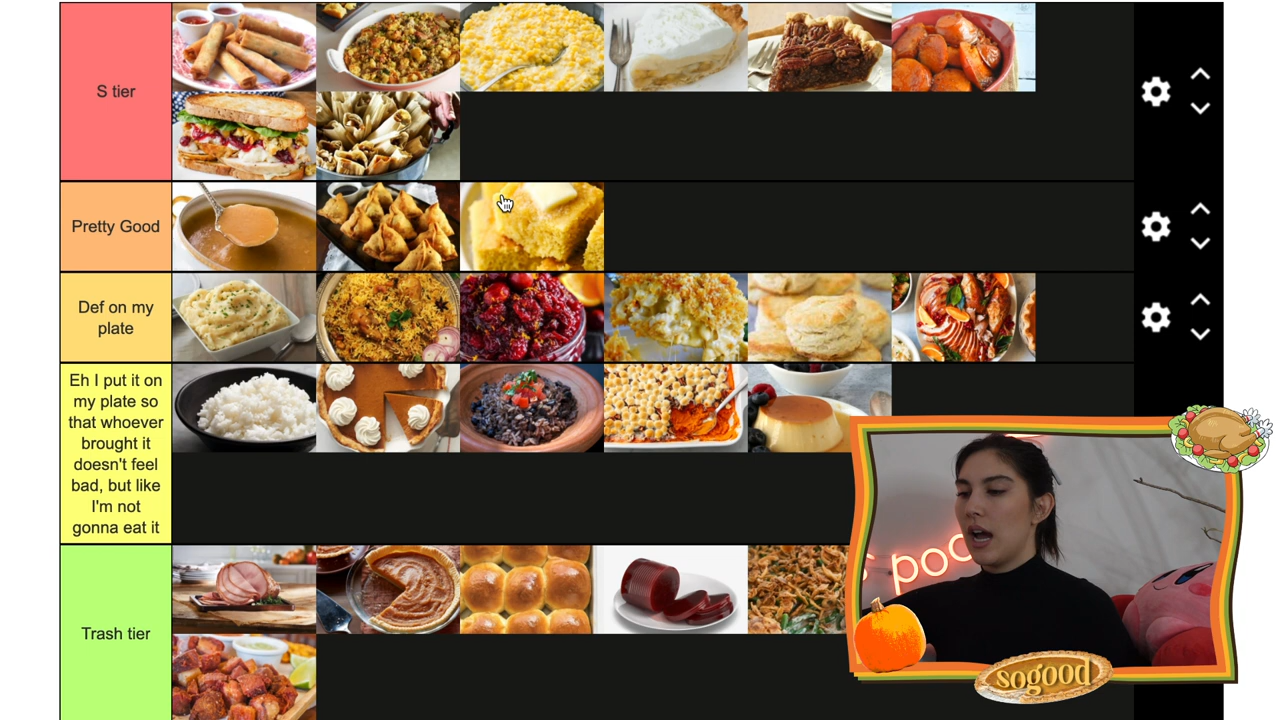 S tier
Pretty Good
Def on my
plate
Eh I put it on
my plate so
that whoever
brought it
doesn't feel
bad, but like
I'm not
gonna eat it
Trash tier
poo
sogood